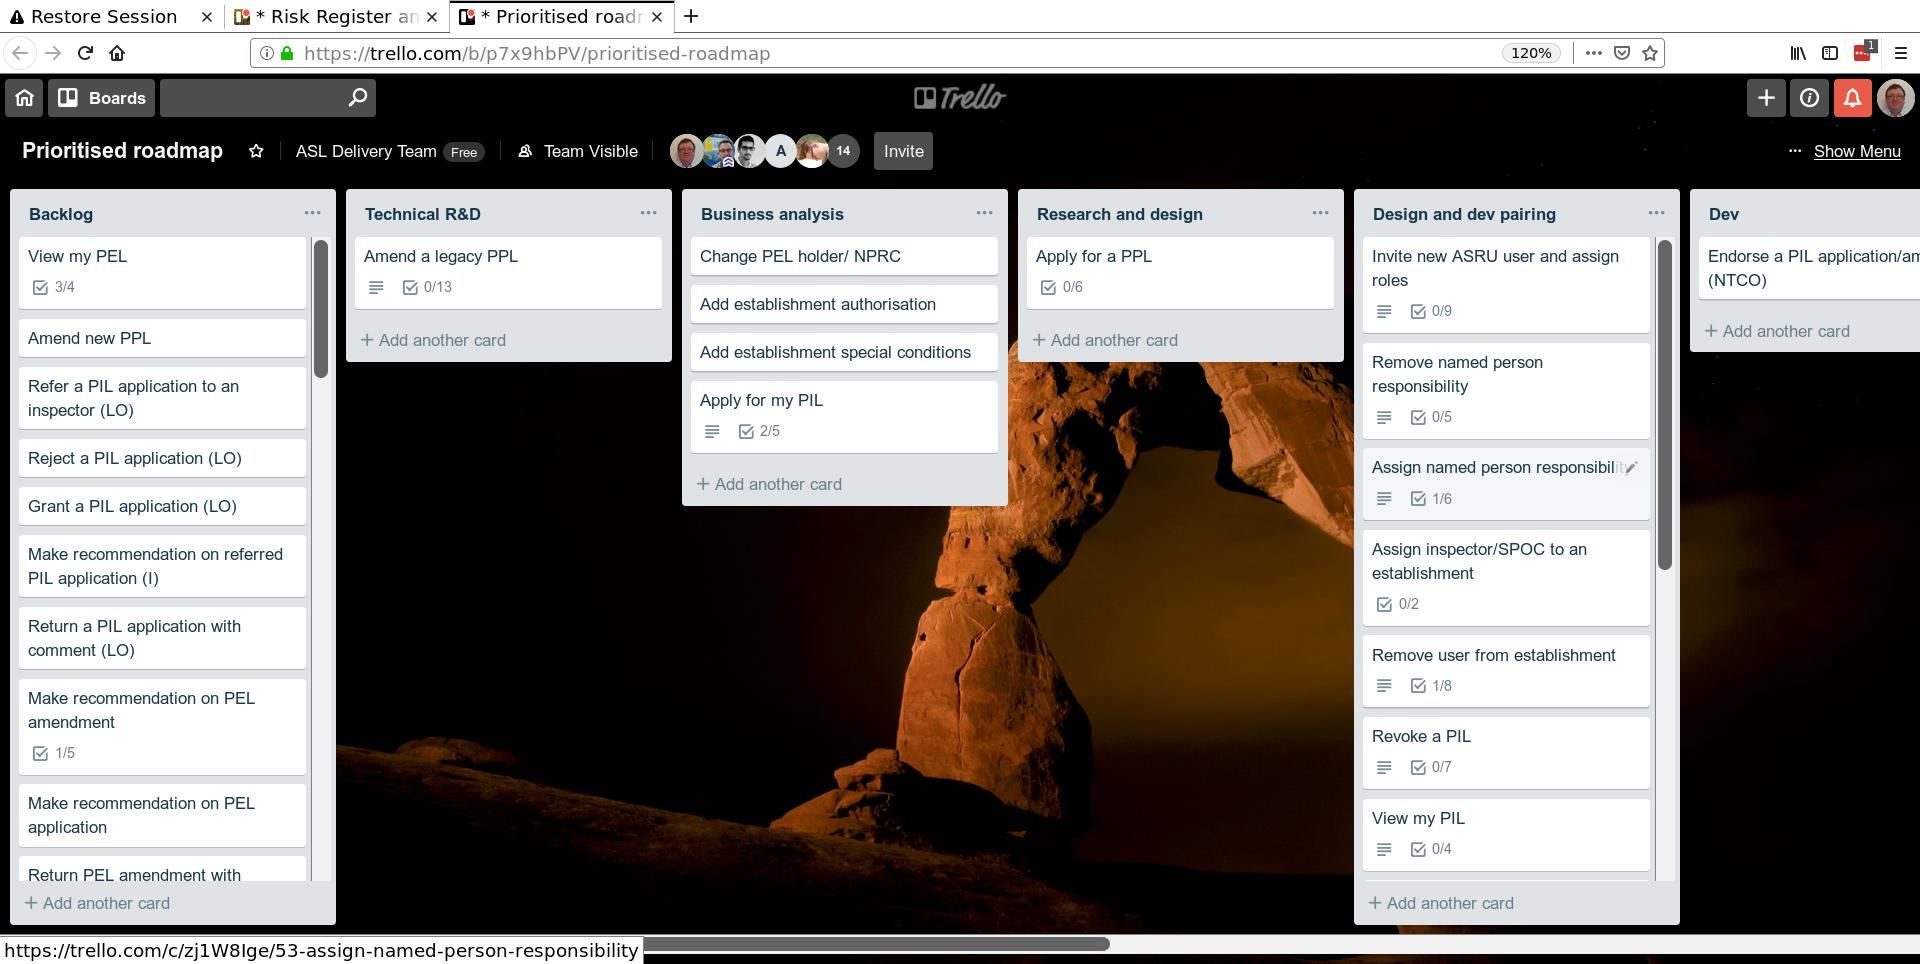 Restore Session
* Risk Register an
* Prioritised roadm
https://trello.com/b/p7x9hbPV/prioritised-roadmap
120%
1
Boards
Trello
Prioritised roadmap
ASL Delivery Team
Free
Team Visible
A
14
Invite
Show Menu
Backlog
View my PEL
3/4
Amend new PPL
Refer a PIL application to an
inspector (LO)
Reject a PIL application (LO)
Grant a PIL application (LO)
Make recommendation on referred
PIL application (I)
Return a PIL application with
comment (LO)
Make recommendation on PEL
amendment
1/5
Make recommendation on PEL
application
Return PEL amendment with
+ Add another card
Technical R&D
Amend a legacy PPL
0/13
+ Add another card
Business analysis
Change PEL holder/ NPRC
Add establishment authorisation
Add establishment special conditions
Apply for my PIL
2/5
+ Add another card
Research and design
Apply for a PPL
0/6
+ Add another card
Design and dev pairing
Invite new ASRU user and assign
roles
0/9
Remove named person
responsibility
0/5
Assign named person responsibility
1/6
Assign inspector/SPOC to an
establishment
0/2
Remove user from establishment
1/8
Revoke a PIL
0/7
View my PIL
0/4
+ Add another card
Dev
Endorse a PIL application/am
(NTCO)
+ Add another card
https://trello.com/c/zj1W8Ige/53-assign-named-person-responsibility